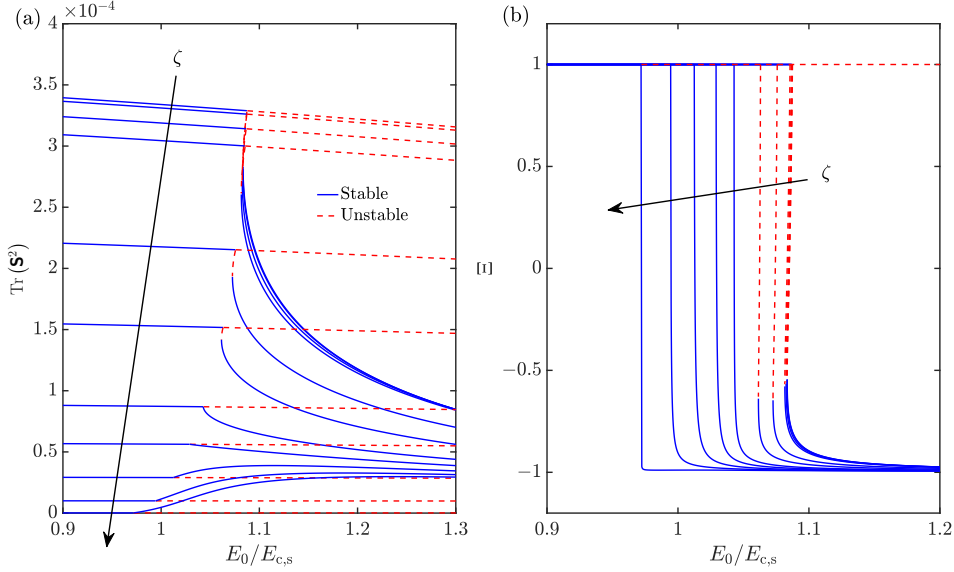 (a)
×10⁻⁴
4
3.5
3
2.5
2
1.5
1
0.5
0
Tr (S²)
ζ
Stable
Unstable
0.9 1 1.1 1.2 1.3
E₀/E_c,s
(b)
1
0.5
0
−0.5
−1
Ξ
ζ
0.9 1 1.1 1.2
E₀/E_c,s